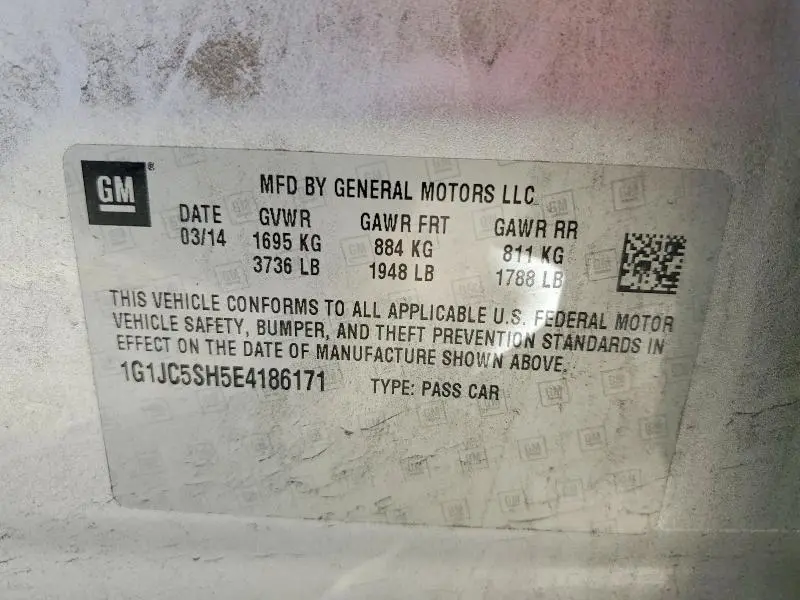 GM
MFD BY GENERAL MOTORS LLC
DATE GVWR GAWR FRT GAWR RR
03/14 1695 KG 884 KG 811 KG
3736 LB 1948 LB 1788 LB
THIS VEHICLE CONFORMS TO ALL APPLICABLE U.S. FEDERAL MOTOR
VEHICLE SAFETY, BUMPER, AND THEFT PREVENTION STANDARDS IN
EFFECT ON THE DATE OF MANUFACTURE SHOWN ABOVE.
1G1JC5SH5E4186171 TYPE: PASS CAR